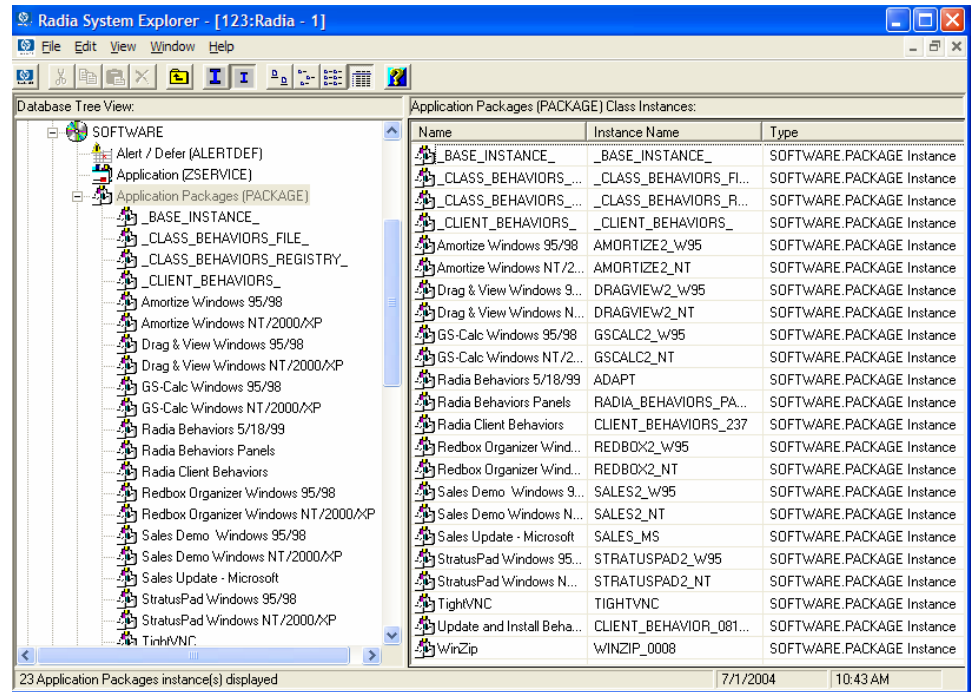 Radia System Explorer - [123:Radia - 1]
File Edit View Window Help
Database Tree View:
SOFTWARE
Alert / Defer (ALERTDEF)
Application (ZSERVICE)
Application Packages (PACKAGE)
_BASE_INSTANCE_
_CLASS_BEHAVIORS_FILE_
_CLASS_BEHAVIORS_REGISTRY_
_CLIENT_BEHAVIORS_
Amortize Windows 95/98
Amortize Windows NT/2000/XP
Drag & View Windows 95/98
Drag & View Windows NT/2000/XP
GS-Calc Windows 95/98
GS-Calc Windows NT/2000/XP
Radia Behaviors 5/18/99
Radia Behaviors Panels
Radia Client Behaviors
Redbox Organizer Windows 95/98
Redbox Organizer Windows NT/2000/XP
Sales Demo Windows 95/98
Sales Demo Windows NT/2000/XP
Sales Update - Microsoft
StratusPad Windows 95/98
StratusPad Windows NT/2000/XP
TightVNC
Application Packages (PACKAGE) Class Instances:
Name Instance Name Type
_BASE_INSTANCE_ _BASE_INSTANCE_ SOFTWARE.PACKAGE Instance
_CLASS_BEHAVIORS_... _CLASS_BEHAVIORS_FI... SOFTWARE.PACKAGE Instance
_CLASS_BEHAVIORS_... _CLASS_BEHAVIORS_R... SOFTWARE.PACKAGE Instance
_CLIENT_BEHAVIORS_ _CLIENT_BEHAVIORS_ SOFTWARE.PACKAGE Instance
Amortize Windows 95/98 AMORTIZE2_W95 SOFTWARE.PACKAGE Instance
Amortize Windows NT/2... AMORTIZE2_NT SOFTWARE.PACKAGE Instance
Drag & View Windows 9... DRAGVIEW2_W95 SOFTWARE.PACKAGE Instance
Drag & View Windows N... DRAGVIEW2_NT SOFTWARE.PACKAGE Instance
GS-Calc Windows 95/98 GSCALC2_W95 SOFTWARE.PACKAGE Instance
GS-Calc Windows NT/2... GSCALC2_NT SOFTWARE.PACKAGE Instance
Radia Behaviors 5/18/99 ADAPT SOFTWARE.PACKAGE Instance
Radia Behaviors Panels RADIA_BEHAVIORS_PA... SOFTWARE.PACKAGE Instance
Radia Client Behaviors CLIENT_BEHAVIORS_237 SOFTWARE.PACKAGE Instance
Redbox Organizer Wind... REDBOX2_W95 SOFTWARE.PACKAGE Instance
Redbox Organizer Wind... REDBOX2_NT SOFTWARE.PACKAGE Instance
Sales Demo Windows 9... SALES2_W95 SOFTWARE.PACKAGE Instance
Sales Demo Windows N... SALES2_NT SOFTWARE.PACKAGE Instance
Sales Update - Microsoft SALES_MS SOFTWARE.PACKAGE Instance
StratusPad Windows 95... STRATUSPAD2_W95 SOFTWARE.PACKAGE Instance
StratusPad Windows N... STRATUSPAD2_NT SOFTWARE.PACKAGE Instance
TightVNC TIGHTVNC SOFTWARE.PACKAGE Instance
Update and Install Beha... CLIENT_BEHAVIOR_081... SOFTWARE.PACKAGE Instance
WinZip WINZIP_0008 SOFTWARE.PACKAGE Instance
23 Application Packages instance(s) displayed 7/1/2004 10:43 AM